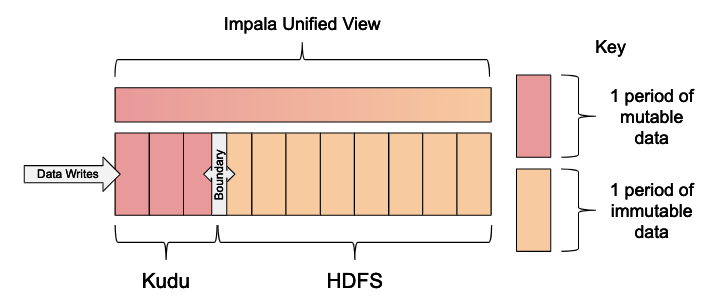 Impala Unified View
Key
1 period of
mutable
data
Data Writes
Boundary
1 period of
immutable
data
Kudu
HDFS